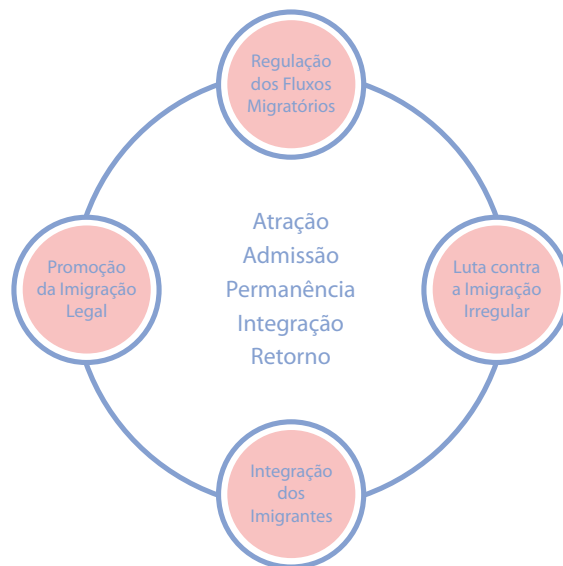 Regulação
dos Fluxos
Migratórios
Promoção
da Imigração
Legal
Atração
Admissão
Permanência
Integração
Retorno
Luta contra
a Imigração
Irregular
Integração
dos
Imigrantes